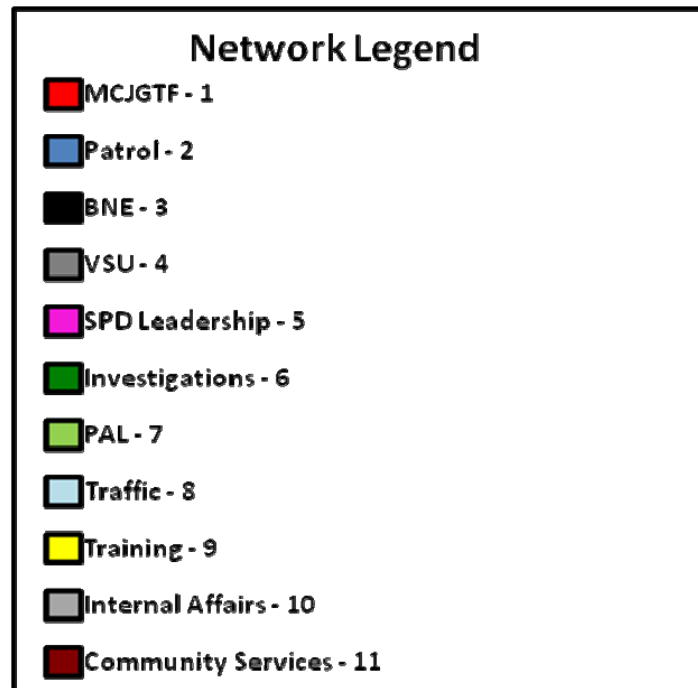 Network Legend
MCJGTF - 1
Patrol - 2
BNE - 3
VSU - 4
SPD Leadership - 5
Investigations - 6
PAL - 7
Traffic - 8
Training - 9
Internal Affairs - 10
Community Services - 11